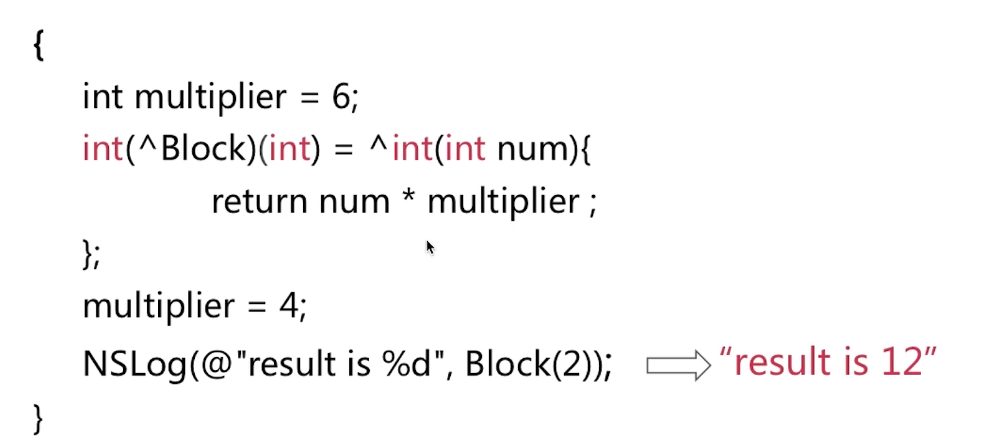 {
int multiplier = 6;
int(^Block)(int) = ^int(int num){
return num * multiplier ;
};
multiplier = 4;
NSLog(@"result is %d", Block(2)); “result is 12”
}